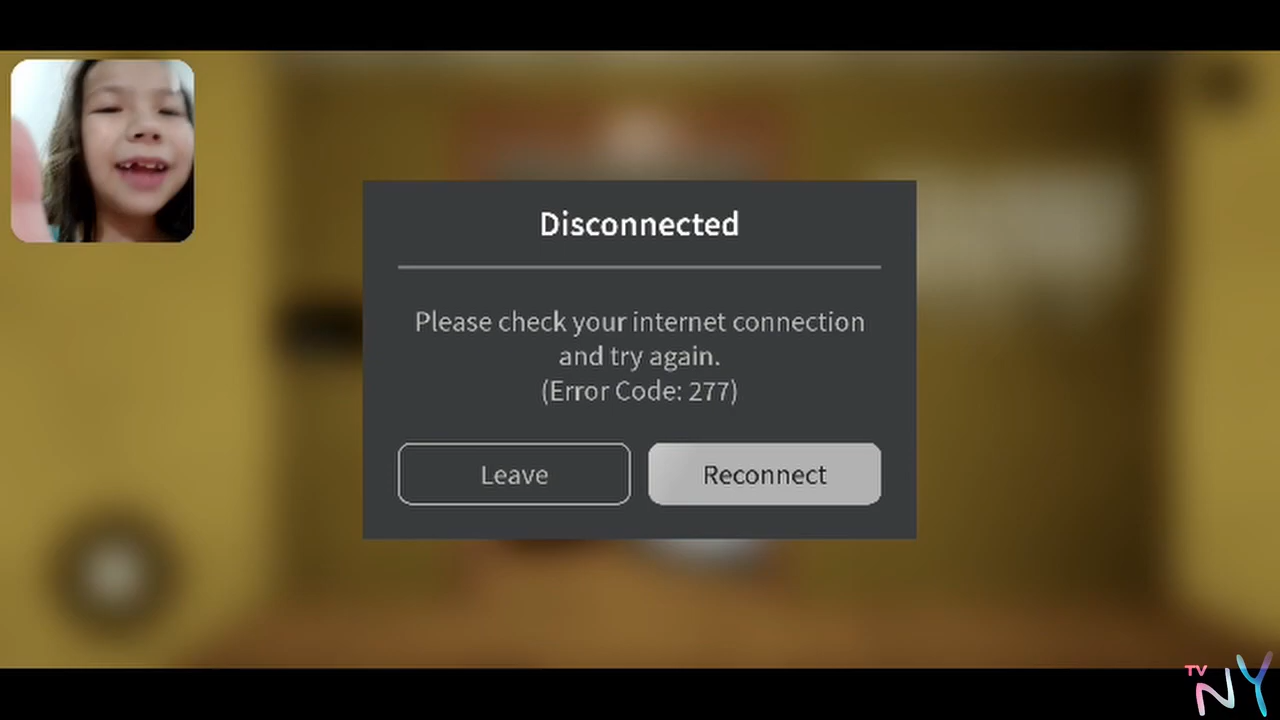 Disconnected
Please check your internet connection
and try again.
(Error Code: 277)
Leave
Reconnect
TV
NY